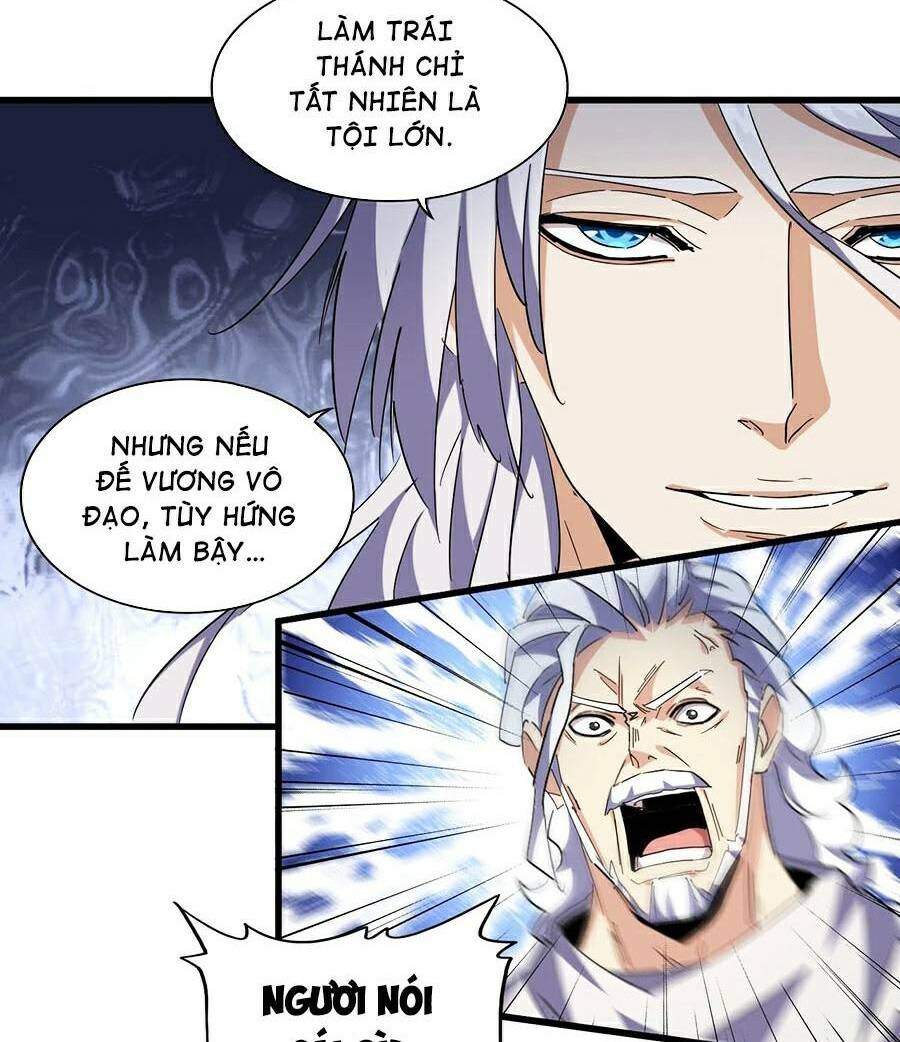 LÀM TRÁI
THÁNH CHỈ
TẤT NHIÊN LÀ
TỘI LỚN.
NHƯNG NẾU
ĐẾ VƯƠNG VÔ
ĐẠO, TÙY HỨNG
LÀM BẬY...
NGƯƠI NÓI